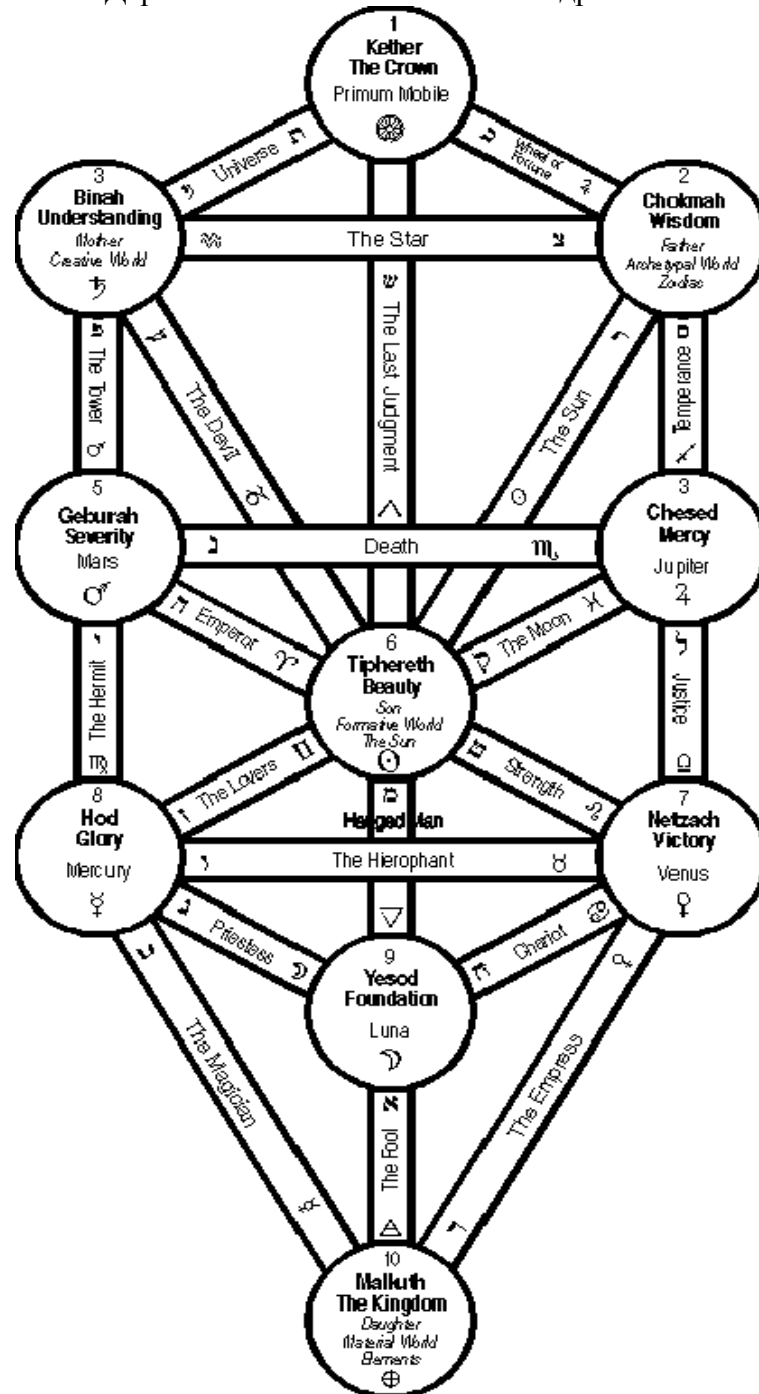 1
Kether
The Crown
Primum Mobile
Universe ת
Wheel of
Fortune
3
Binah
Understanding
Mother
Creative World
♄
2
Chokmah
Wisdom
Father
Archetypal World
Zodiac
♒ The Star צ
ש The Last Judgment
The Tower ♂
The Devil
ר The Sun ☉
Temperance ♐
5
Geburah
Severity
Mars
♂
3
Chesed
Mercy
Jupiter
♃
נ Death ♏
ה Emperor ♈
ק The Moon ♓
6
Tiphereth
Beauty
Son
Formative World
The Sun
☉
י The Hermit ♍
ל Justice ♎
ז The Lovers ♊
Strength ♌
מ
Hanged Man
8
Hod
Glory
Mercury
☿
7
Netzach
Victory
Venus
♀
ו The Hierophant ♉
ג Priestess ☽
ח Chariot ♋
9
Yesod
Foundation
Luna
☽
The Magician ☿
א The Fool 🜁
The Empress ♀
10
Malkuth
The Kingdom
Daughter
Material World
Elements
⊕